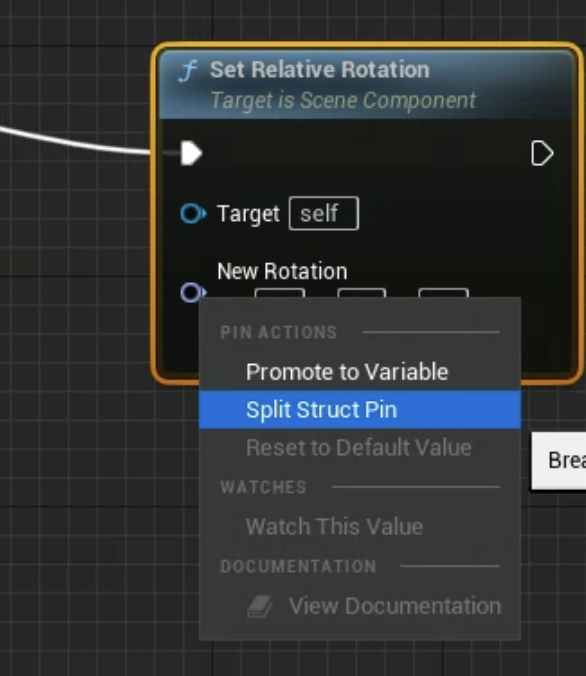 Set Relative Rotation
Target is Scene Component
Target self
New Rotation
PIN ACTIONS
Promote to Variable
Split Struct Pin
Reset to Default Value
WATCHES
Watch This Value
DOCUMENTATION
View Documentation